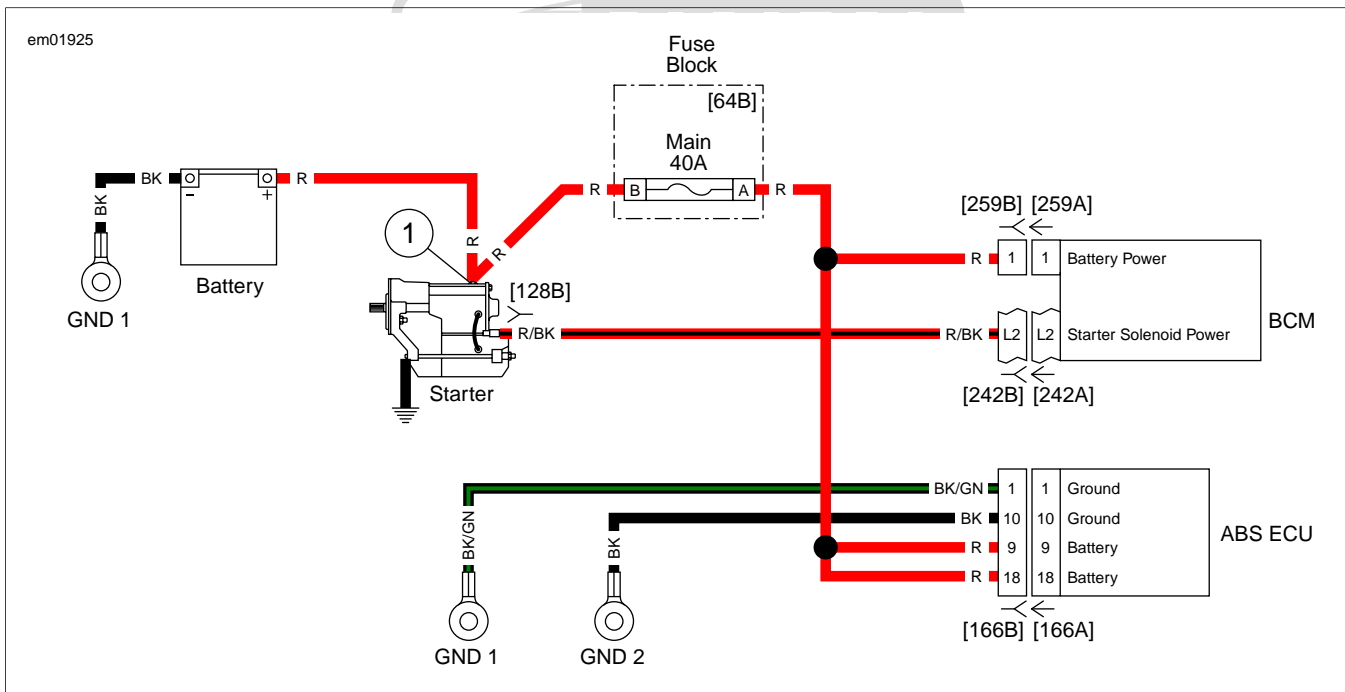 em01925
Fuse
Block
[64B]
Main
40A
BK
-
+
R
R
B
A
R
BK
R
R
1
Battery
GND 1
[128B]
Starter
R/BK
R/BK
[259B] [259A]
R
1
1
Battery Power
L2
L2
Starter Solenoid Power
BCM
[242B] [242A]
BK/GN
1
1
Ground
BK
10
10
Ground
R
9
9
Battery
R
18
18
Battery
ABS ECU
[166B] [166A]
BK/GN
BK
GND 1
GND 2